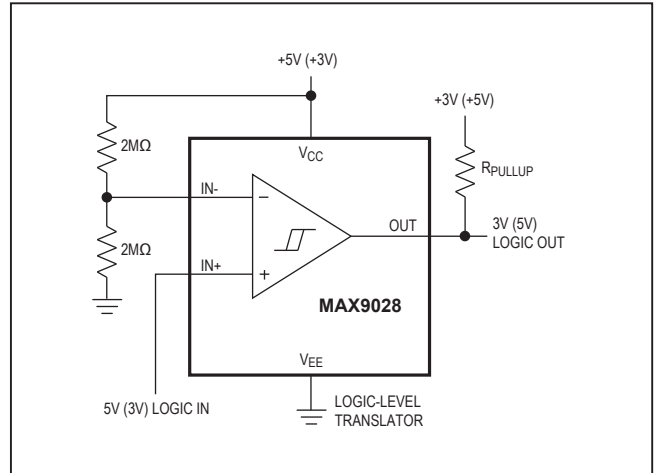 +5V (+3V)
+3V (+5V)
2MΩ
VCC
RPULLUP
IN-
−
OUT
3V (5V)
LOGIC OUT
2MΩ
IN+
+
MAX9028
VEE
5V (3V) LOGIC IN
LOGIC-LEVEL
TRANSLATOR